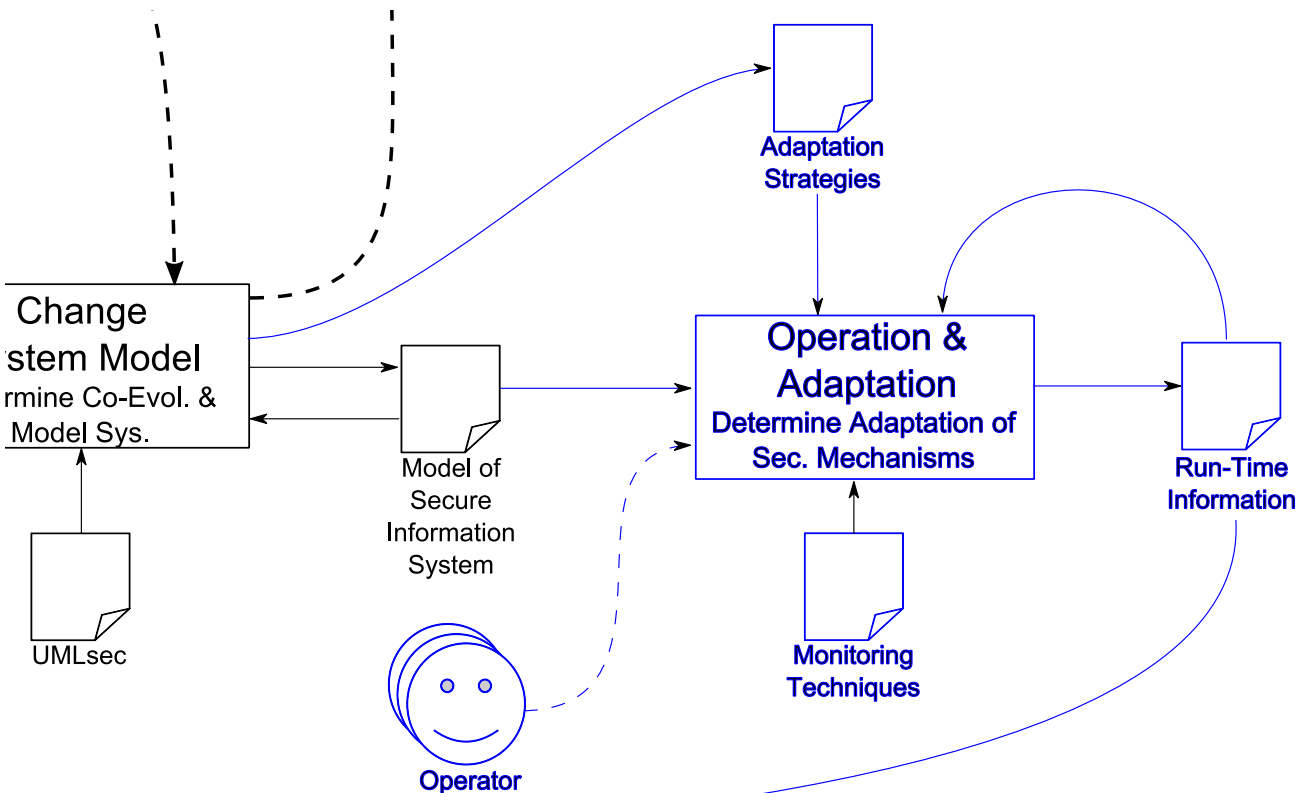 Adaptation
Strategies
Change
stem Model
rmine Co-Evol. &
Model Sys.
Operation &
Adaptation
Determine Adaptation of
Sec. Mechanisms
Model of
Secure
Information
System
Run-Time
Information
UMLsec
Monitoring
Techniques
Operator